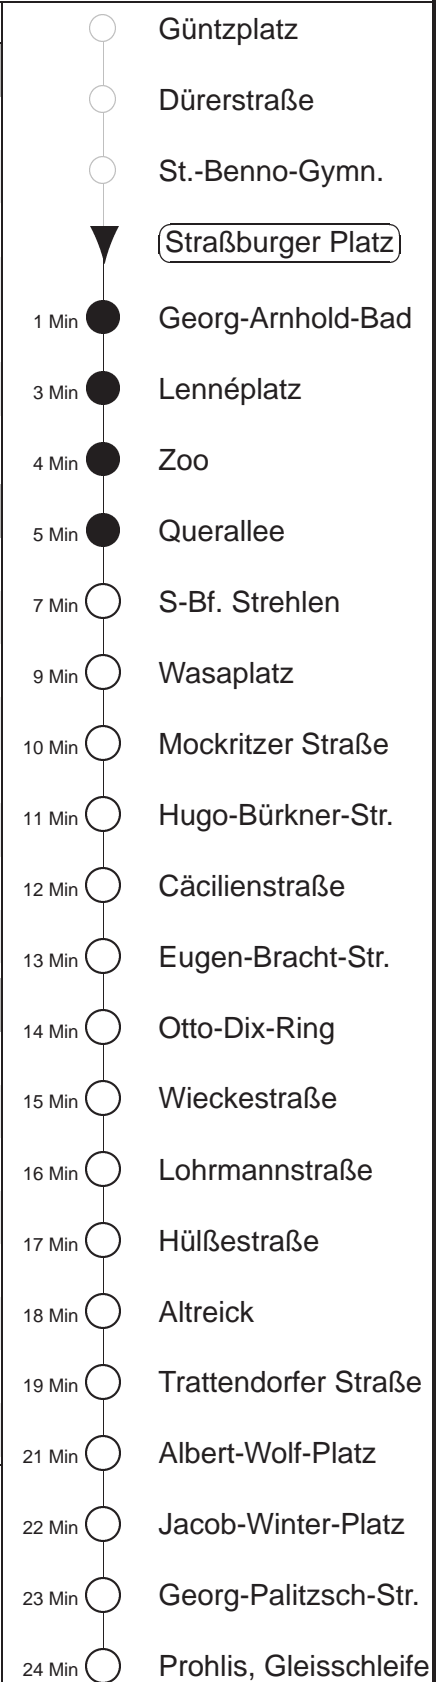 Güntzplatz
Dürerstraße
St.-Benno-Gymn.
Straßburger Platz
1 Min Georg-Arnhold-Bad
3 Min Lennéplatz
4 Min Zoo
5 Min Querallee
7 Min S-Bf. Strehlen
9 Min Wasaplatz
10 Min Mockritzer Straße
11 Min Hugo-Bürkner-Str.
12 Min Cäcilienstraße
13 Min Eugen-Bracht-Str.
14 Min Otto-Dix-Ring
15 Min Wieckestraße
16 Min Lohrmannstraße
17 Min Hülßestraße
18 Min Altreick
19 Min Trattendorfer Straße
21 Min Albert-Wolf-Platz
22 Min Jacob-Winter-Platz
23 Min Georg-Palitzsch-Str.
24 Min Prohlis, Gleisschleife